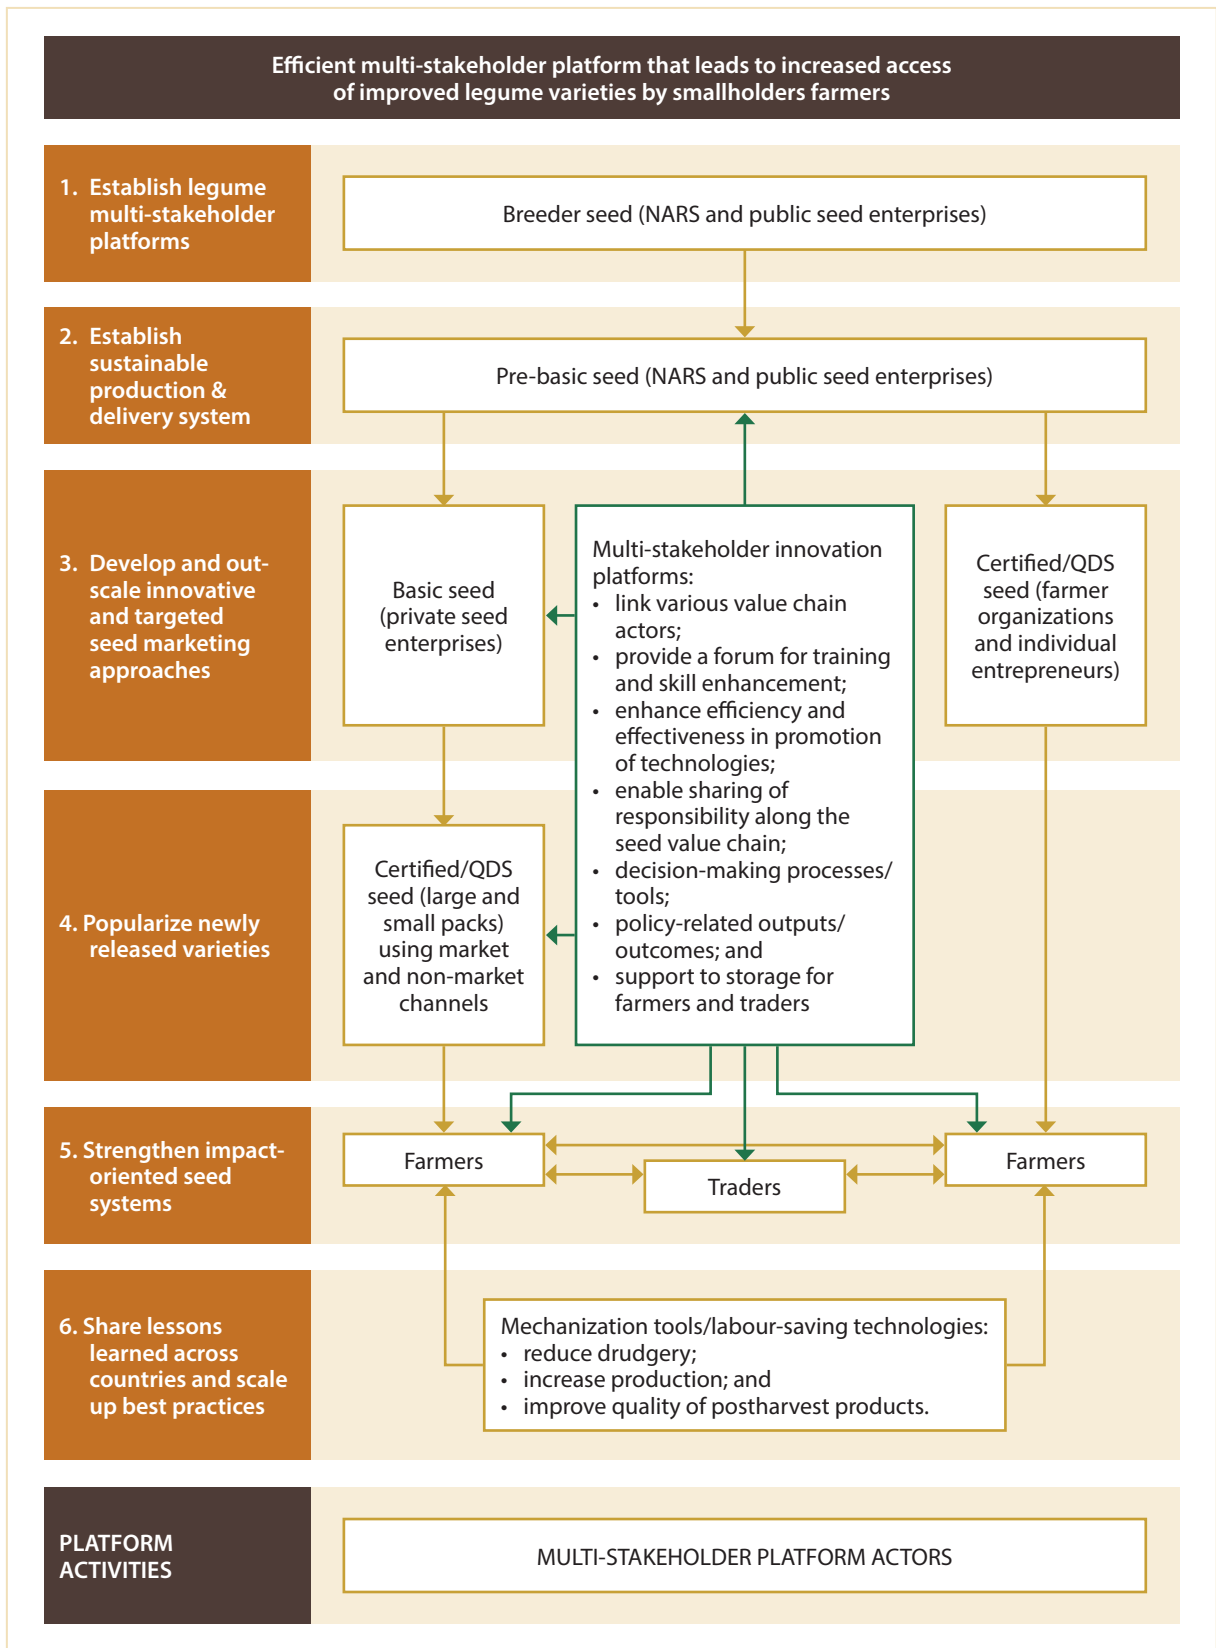 Efficient multi-stakeholder platform that leads to increased access
of improved legume varieties by smallholders farmers
1. Establish legume
multi-stakeholder
platforms
Breeder seed (NARS and public seed enterprises)
2. Establish
sustainable
production &
delivery system
Pre-basic seed (NARS and public seed enterprises)
3. Develop and out-
scale innovative
and targeted
seed marketing
approaches
Basic seed
(private seed
enterprises)
Multi-stakeholder innovation
platforms:
• link various value chain
actors;
• provide a forum for training
and skill enhancement;
• enhance efficiency and
effectiveness in promotion
of technologies;
• enable sharing of
responsibility along the
seed value chain;
• decision-making processes/
tools;
• policy-related outputs/
outcomes; and
• support to storage for
farmers and traders
Certified/QDS
seed (farmer
organizations
and individual
entrepreneurs)
4. Popularize newly
released varieties
Certified/QDS
seed (large and
small packs)
using market
and non-market
channels
5. Strengthen impact-
oriented seed
systems
Farmers
Traders
Farmers
6. Share lessons
learned across
countries and scale
up best practices
Mechanization tools/labour-saving technologies:
• reduce drudgery;
• increase production; and
• improve quality of postharvest products.
PLATFORM
ACTIVITIES
MULTI-STAKEHOLDER PLATFORM ACTORS